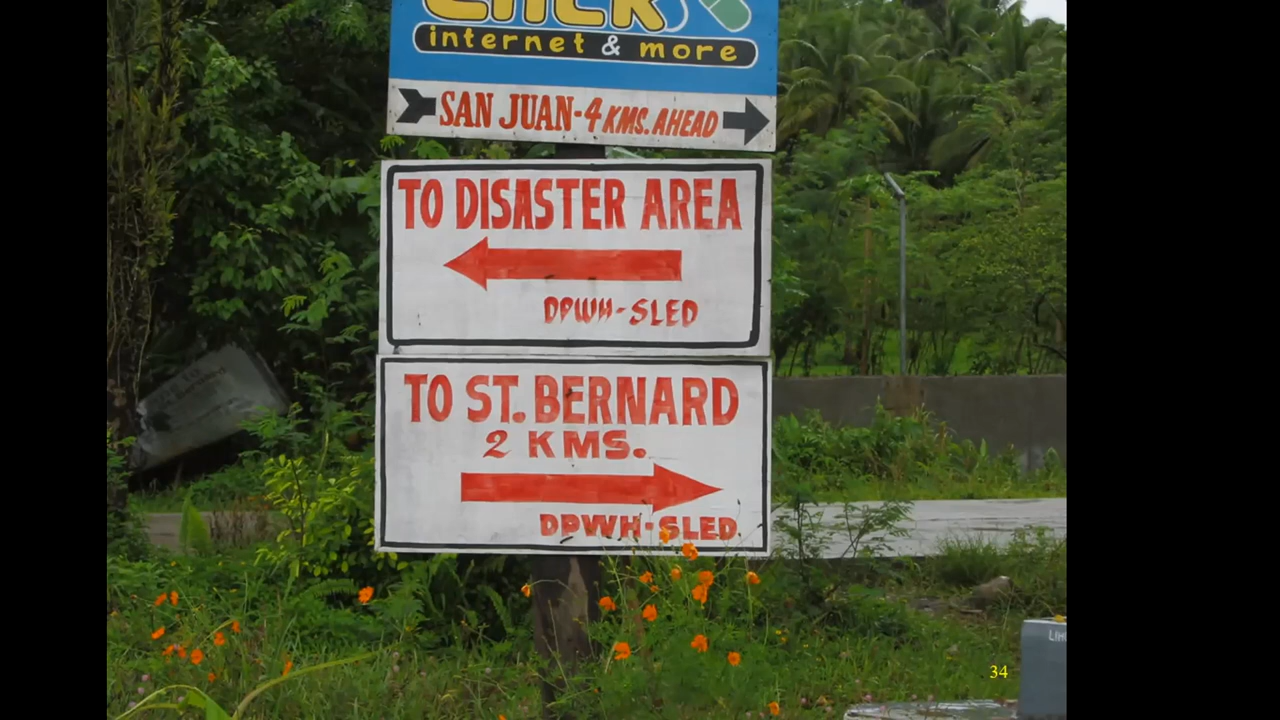 internet & more
SAN JUAN-4 KMS. AHEAD
TO DISASTER AREA
DPWH-SLED
TO ST. BERNARD
2 KMS.
DPWH-SLED
34